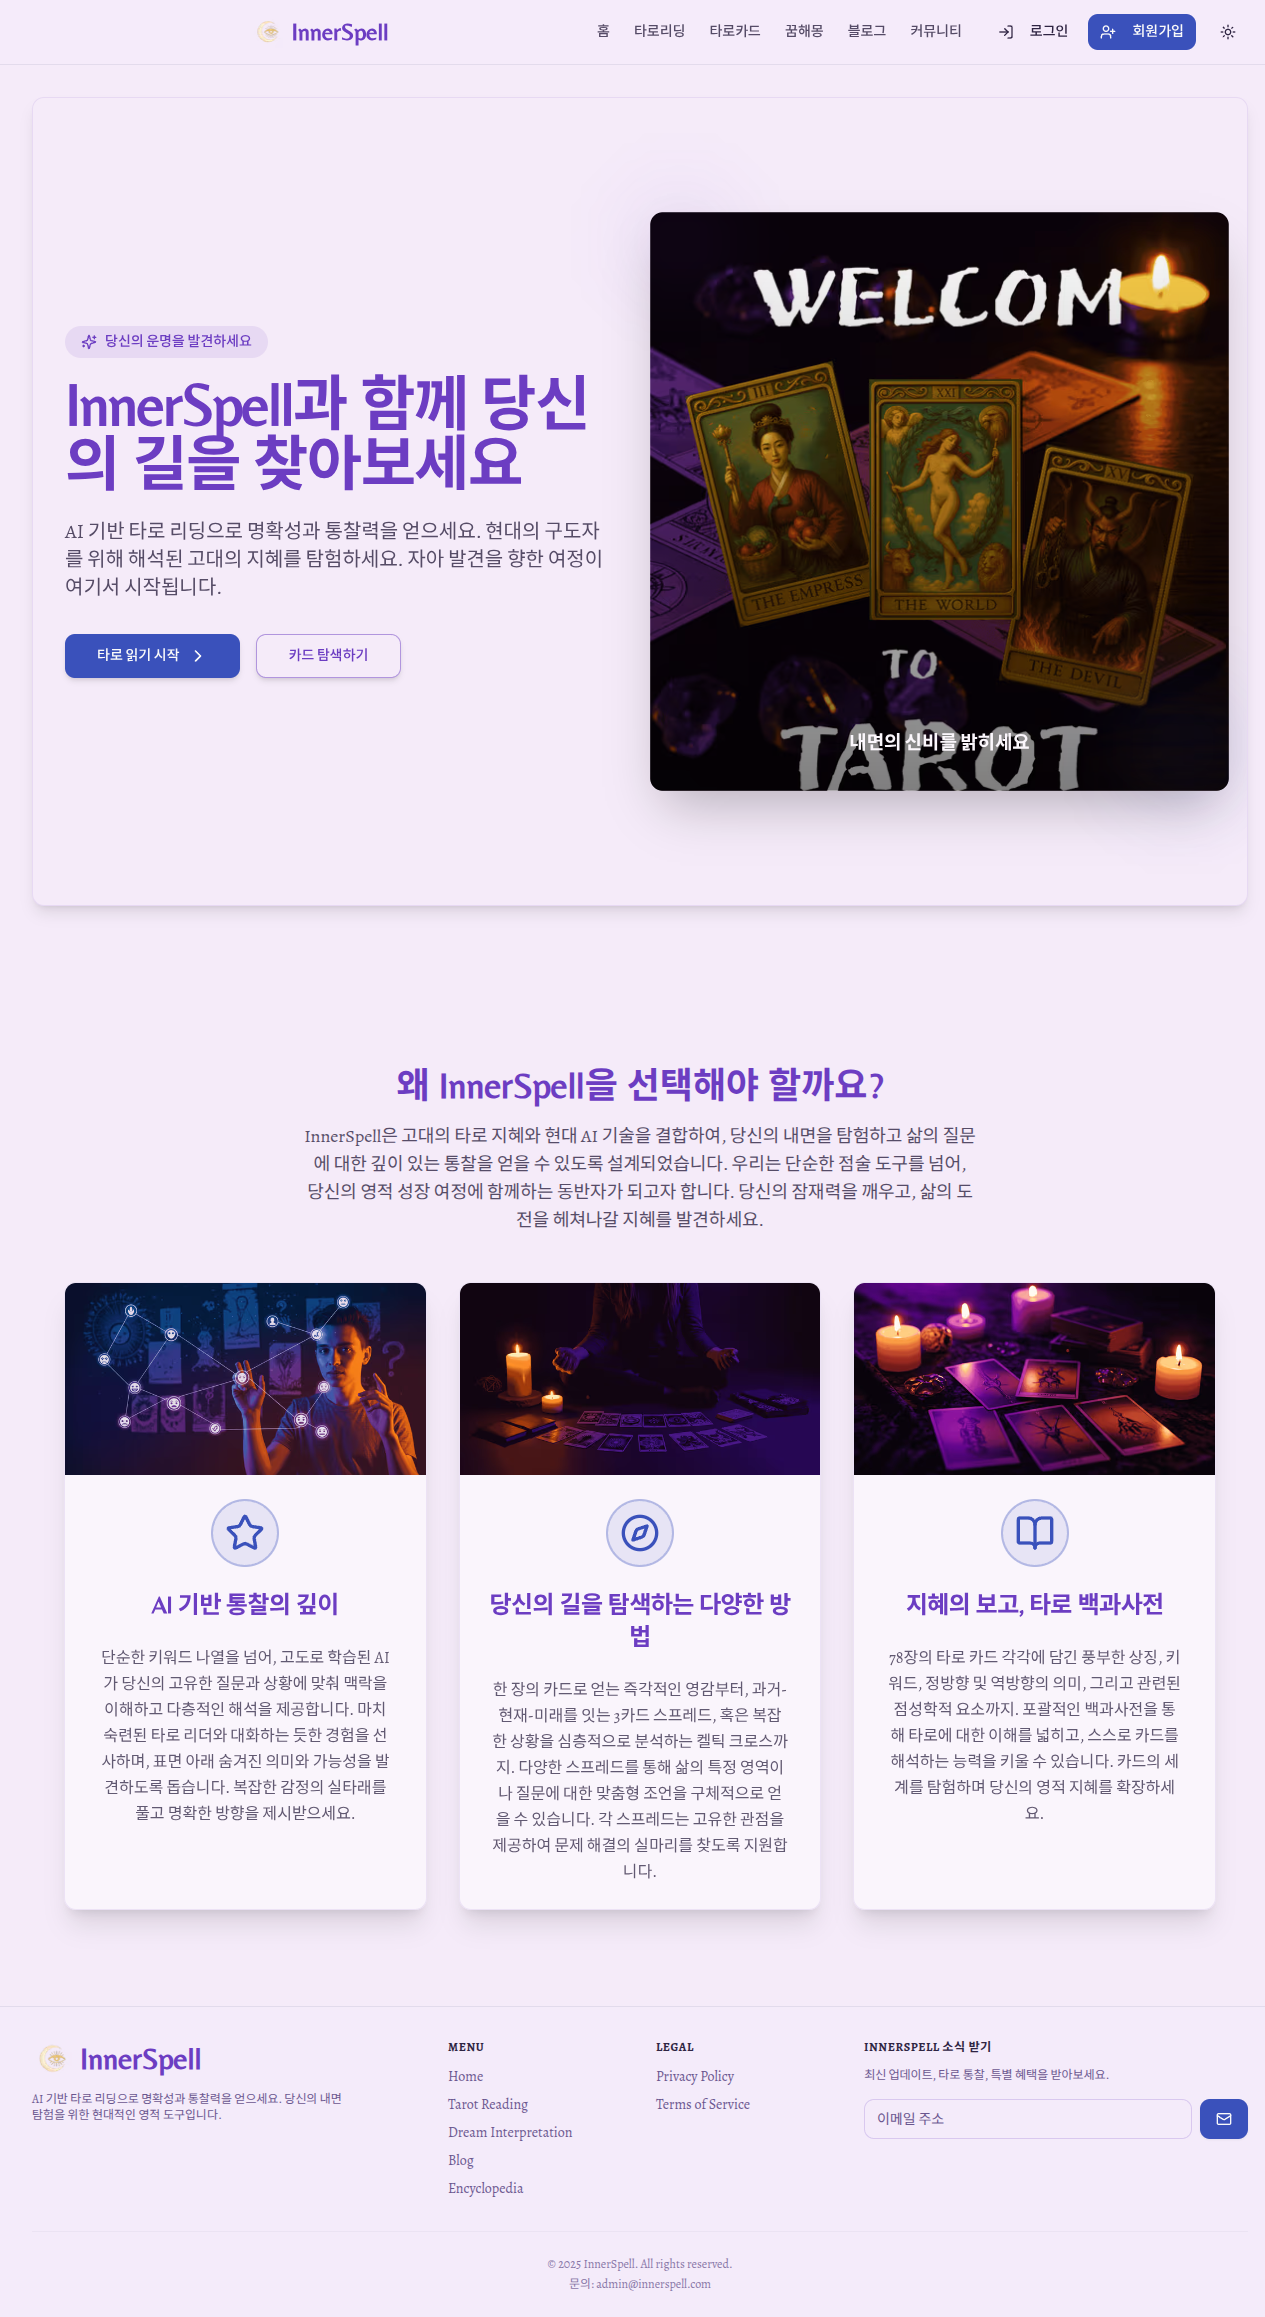 InnerSpell
홈 타로리딩 타로카드 꿈해몽 블로그 커뮤니티 로그인 회원가입
당신의 운명을 발견하세요
InnerSpell과 함께 당신
의 길을 찾아보세요
AI 기반 타로 리딩으로 명확성과 통찰력을 얻으세요. 현대의 구도자
를 위해 해석된 고대의 지혜를 탐험하세요. 자아 발견을 향한 여정이
여기서 시작됩니다.
타로 읽기 시작
카드 탐색하기
WELCOM
III
XXI
XV
THE EMPRESS
THE WORLD
THE DEVIL
TO
TAROT
내면의 신비를 밝히세요
왜 InnerSpell을 선택해야 할까요?
InnerSpell은 고대의 타로 지혜와 현대 AI 기술을 결합하여, 당신의 내면을 탐험하고 삶의 질문
에 대한 깊이 있는 통찰을 얻을 수 있도록 설계되었습니다. 우리는 단순한 점술 도구를 넘어,
당신의 영적 성장 여정에 함께하는 동반자가 되고자 합니다. 당신의 잠재력을 깨우고, 삶의 도
전을 헤쳐나갈 지혜를 발견하세요.
?
AI 기반 통찰의 깊이
단순한 키워드 나열을 넘어, 고도로 학습된 AI
가 당신의 고유한 질문과 상황에 맞춰 맥락을
이해하고 다층적인 해석을 제공합니다. 마치
숙련된 타로 리더와 대화하는 듯한 경험을 선
사하며, 표면 아래 숨겨진 의미와 가능성을 발
견하도록 돕습니다. 복잡한 감정의 실타래를
풀고 명확한 방향을 제시받으세요.
당신의 길을 탐색하는 다양한 방
법
한 장의 카드로 얻는 즉각적인 영감부터, 과거-
현재-미래를 잇는 3카드 스프레드, 혹은 복잡
한 상황을 심층적으로 분석하는 켈틱 크로스까
지. 다양한 스프레드를 통해 삶의 특정 영역이
나 질문에 대한 맞춤형 조언을 구체적으로 얻
을 수 있습니다. 각 스프레드는 고유한 관점을
제공하여 문제 해결의 실마리를 찾도록 지원합
니다.
지혜의 보고, 타로 백과사전
78장의 타로 카드 각각에 담긴 풍부한 상징, 키
워드, 정방향 및 역방향의 의미, 그리고 관련된
점성학적 요소까지. 포괄적인 백과사전을 통
해 타로에 대한 이해를 넓히고, 스스로 카드를
해석하는 능력을 키울 수 있습니다. 카드의 세
계를 탐험하며 당신의 영적 지혜를 확장하세
요.
InnerSpell
AI 기반 타로 리딩으로 명확성과 통찰력을 얻으세요. 당신의 내면
탐험을 위한 현대적인 영적 도구입니다.
MENU
Home
Tarot Reading
Dream Interpretation
Blog
Encyclopedia
LEGAL
Privacy Policy
Terms of Service
INNERSPELL 소식 받기
최신 업데이트, 타로 통찰, 특별 혜택을 받아보세요.
이메일 주소
© 2025 InnerSpell. All rights reserved.
문의: admin@innerspell.com